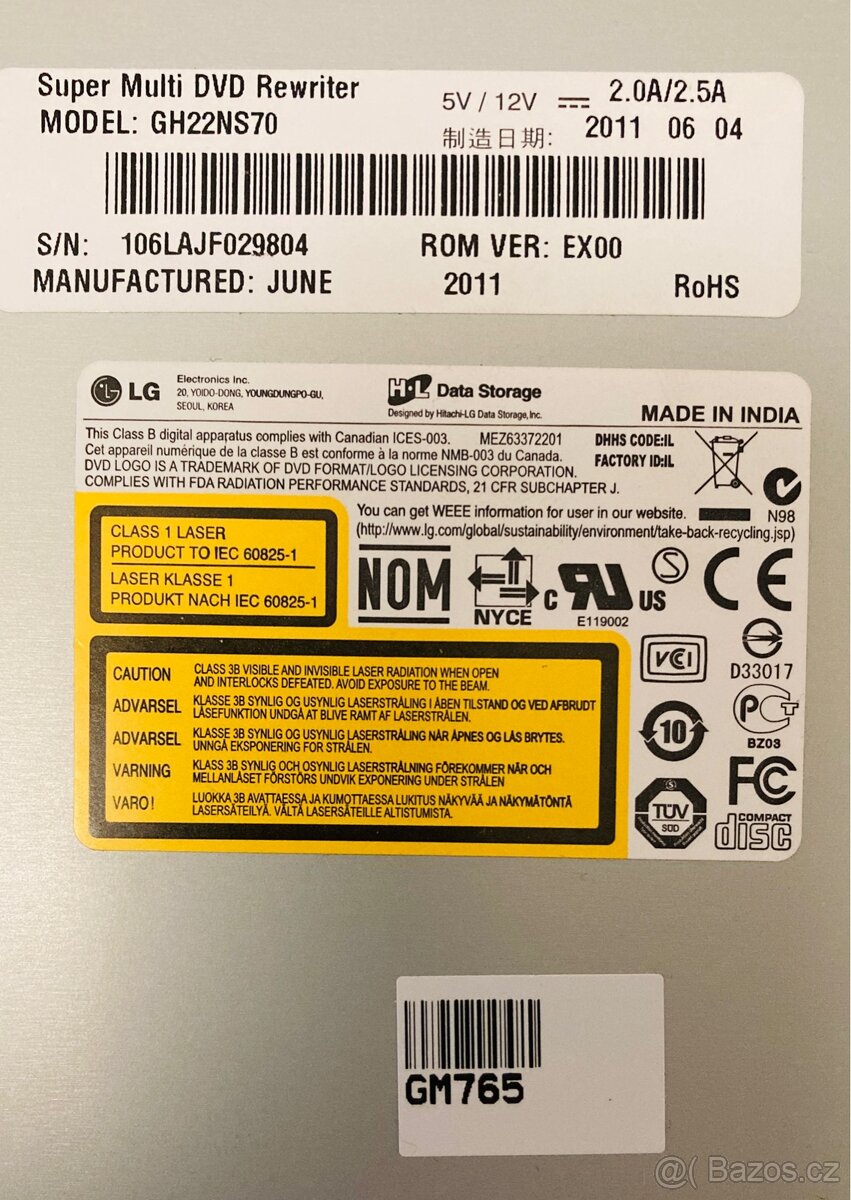 Super Multi DVD Rewriter
MODEL: GH22NS70
5V / 12V 2.0A/2.5A
制造日期: 2011 06 04
S/N: 106LAJF029804 ROM VER: EX00
MANUFACTURED: JUNE 2011 RoHS
LG
Electronics Inc.
20, YOIDO-DONG, YOUNGDUNGPO-GU,
SEOUL, KOREA
H·L Data Storage
Designed by Hitachi-LG Data Storage, Inc.
MADE IN INDIA
This Class B digital apparatus complies with Canadian ICES-003. MEZ63372201
Cet appareil numérique de la classe B est conforme à la norme NMB-003 du Canada.
DVD LOGO IS A TRADEMARK OF DVD FORMAT/LOGO LICENSING CORPORATION.
COMPLIES WITH FDA RADIATION PERFORMANCE STANDARDS, 21 CFR SUBCHAPTER J.
DHHS CODE:IL
FACTORY ID:IL
N98
You can get WEEE information for user in our website.
(http://www.lg.com/global/sustainability/environment/take-back-recycling.jsp)
CLASS 1 LASER
PRODUCT TO IEC 60825-1
LASER KLASSE 1
PRODUKT NACH IEC 60825-1
NOM
NYCE
c RU US
E119002
S
CE
VCI
D33017
10
PCT
BZ03
FC
TÜV
SÜD
COMPACT
disc
CAUTION CLASS 3B VISIBLE AND INVISIBLE LASER RADIATION WHEN OPEN
AND INTERLOCKS DEFEATED. AVOID EXPOSURE TO THE BEAM.
ADVARSEL KLASSE 3B SYNLIG OG USYNLIG LASERSTRÅLING I ÅBEN TILSTAND OG VED AFBRUDT
LÅSEFUNKTION UNDGÅ AT BLIVE RAMT AF LASERSTRÅLEN.
ADVARSEL KLASSE 3B SYNLIG OG USYNLIG LASERSTRÅLING NÅR ÅPNES OG LÅS BRYTES.
UNNGÅ EKSPONERING FOR STRÅLEN.
VARNING KLASS 3B SYNLIG OCH OSYNLIG LASERSTRÅLNING FÖREKOMMER NÄR OCH
MELLANLÅSET FÖRSTÖRS UNDVIK EXPONERING UNDER STRÅLEN
VARO! LUOKKA 3B AVATTAESSA JA KUMOTTAESSA LUKITUS NÄKYVÄÄ JA NÄKYMÄTÖNTÄ
LASERSÄTEILYÄ. VÄLTÄ LASERSÄTEILLE ALTISTUMISTA.
GM765
@( Bazos.cz